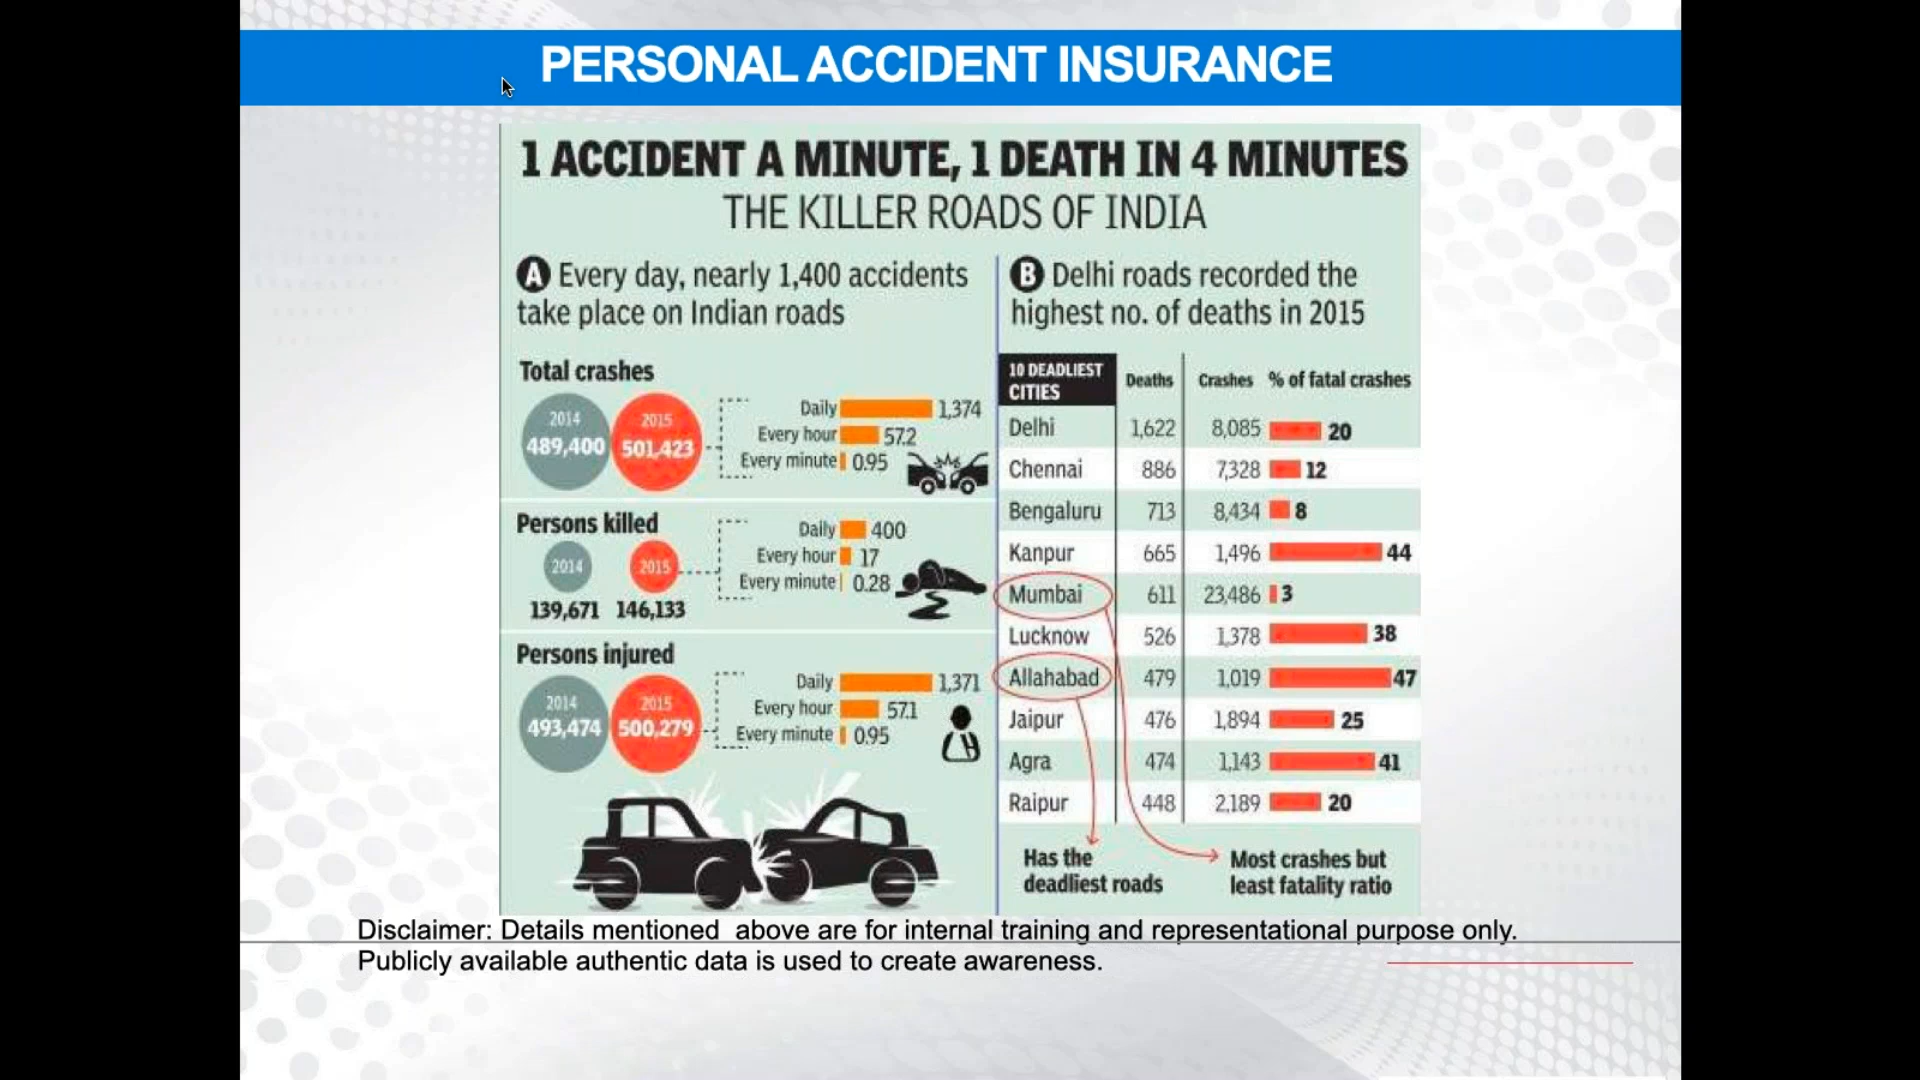 PERSONAL ACCIDENT INSURANCE
1 ACCIDENT A MINUTE, 1 DEATH IN 4 MINUTES
THE KILLER ROADS OF INDIA
A Every day, nearly 1,400 accidents
take place on Indian roads
Total crashes
2014
489,400
2015
501,423
Daily 1,374
Every hour 57.2
Every minute 0.95
Persons killed
2014
139,671
2015
146,133
Daily 400
Every hour 17
Every minute 0.28
Persons injured
2014
493,474
2015
500,279
Daily 1,371
Every hour 57.1
Every minute 0.95
B Delhi roads recorded the
highest no. of deaths in 2015
10 DEADLIEST
CITIES
Deaths Crashes % of fatal crashes
Delhi 1,622 8,085 20
Chennai 886 7,328 12
Bengaluru 713 8,434 8
Kanpur 665 1,496 44
Mumbai 611 23,486 3
Lucknow 526 1,378 38
Allahabad 479 1,019 47
Jaipur 476 1,894 25
Agra 474 1,143 41
Raipur 448 2,189 20
Has the
deadliest roads
Most crashes but
least fatality ratio
Disclaimer: Details mentioned above are for internal training and representational purpose only.
Publicly available authentic data is used to create awareness.